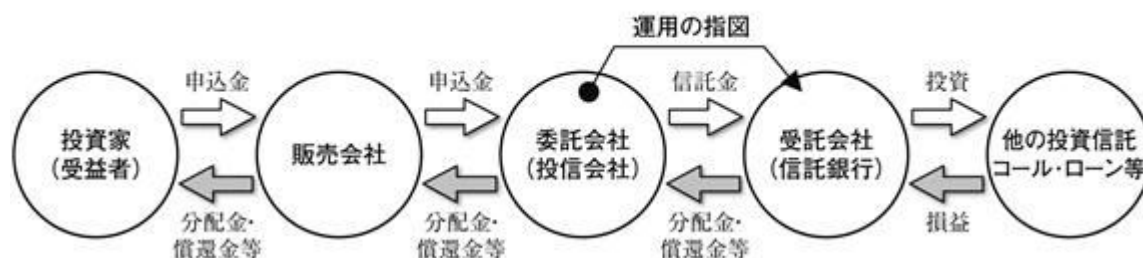 運用の指図
申込金
申込金
信託金
投資
投資家
(受益者)
販売会社
委託会社
(投信会社)
受託会社
(信託銀行)
他の投資信託
コール・ローン等
分配金・
償還金等
分配金・
償還金等
分配金・
償還金等
損益